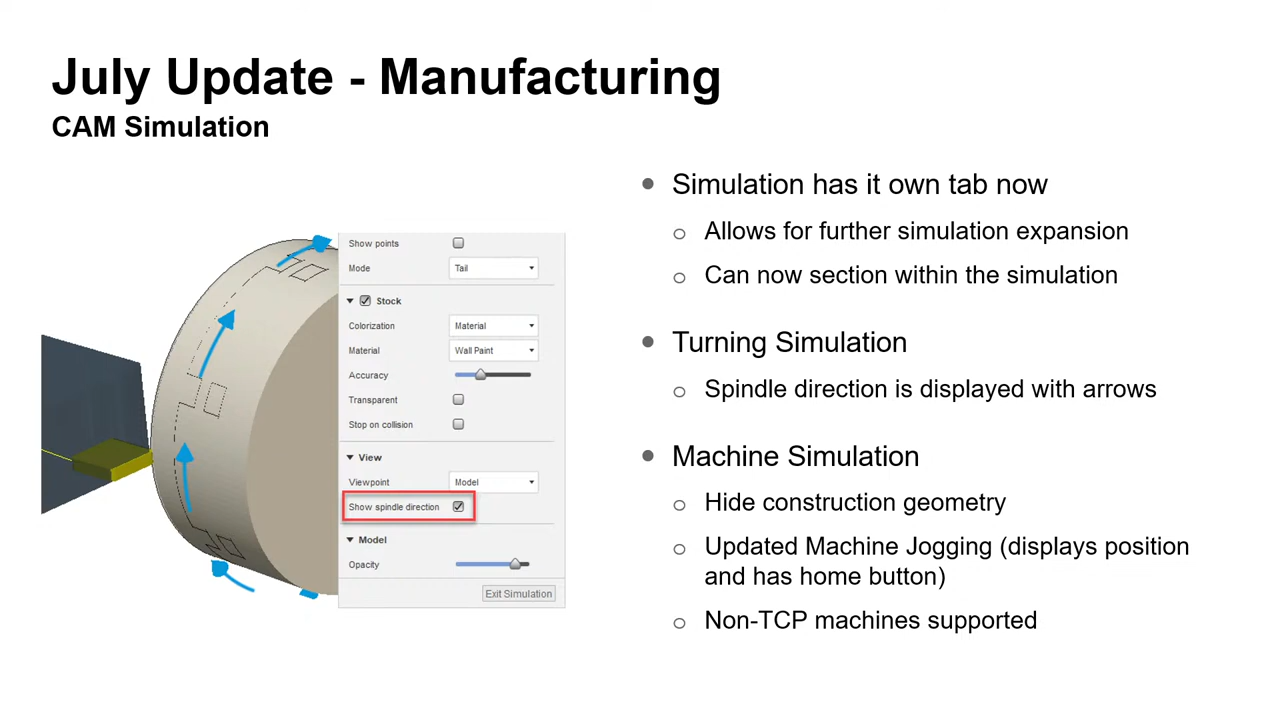 July Update - Manufacturing
CAM Simulation
Show points
Mode Tail
Stock
Colorization Material
Material Wall Paint
Accuracy
Transparent
Stop on collision
View
Viewpoint Model
Show spindle direction
Model
Opacity
Exit Simulation
Simulation has it own tab now
Allows for further simulation expansion
Can now section within the simulation
Turning Simulation
Spindle direction is displayed with arrows
Machine Simulation
Hide construction geometry
Updated Machine Jogging (displays position
and has home button)
Non-TCP machines supported